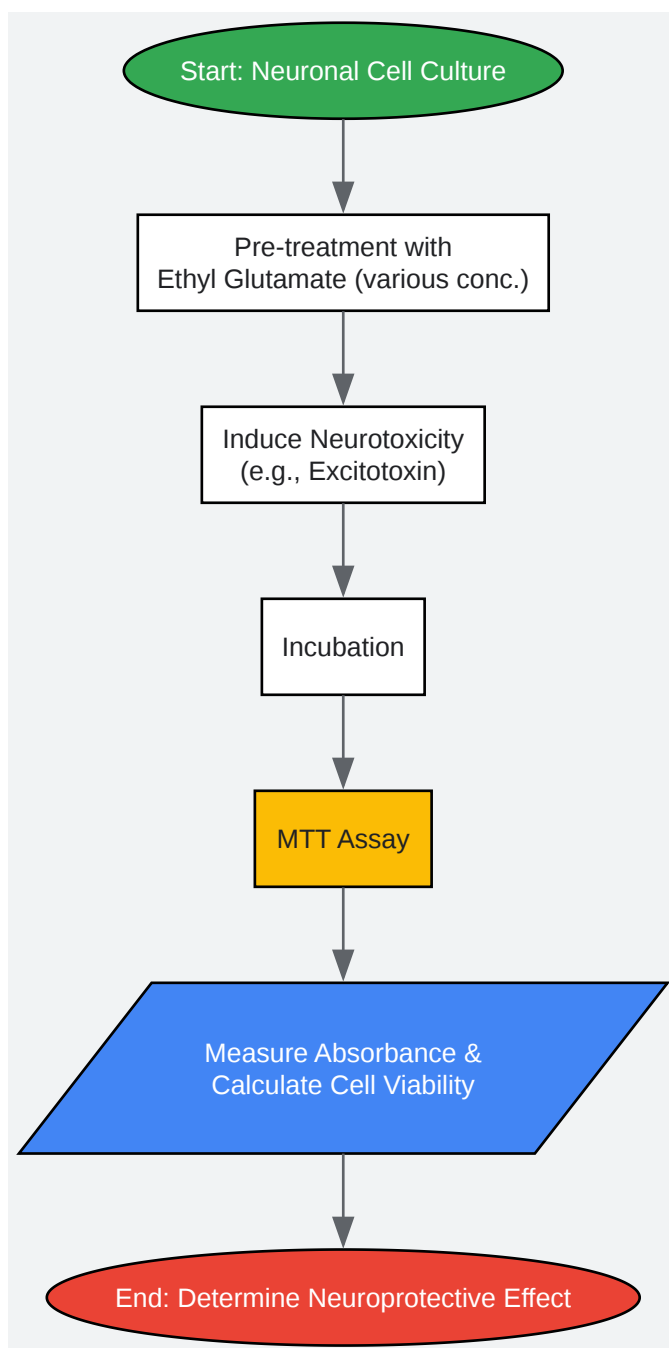 Start: Neuronal Cell Culture
Pre-treatment with
Ethyl Glutamate (various conc.)
Induce Neurotoxicity
(e.g., Excitotoxin)
Incubation
MTT Assay
Measure Absorbance &
Calculate Cell Viability
End: Determine Neuroprotective Effect